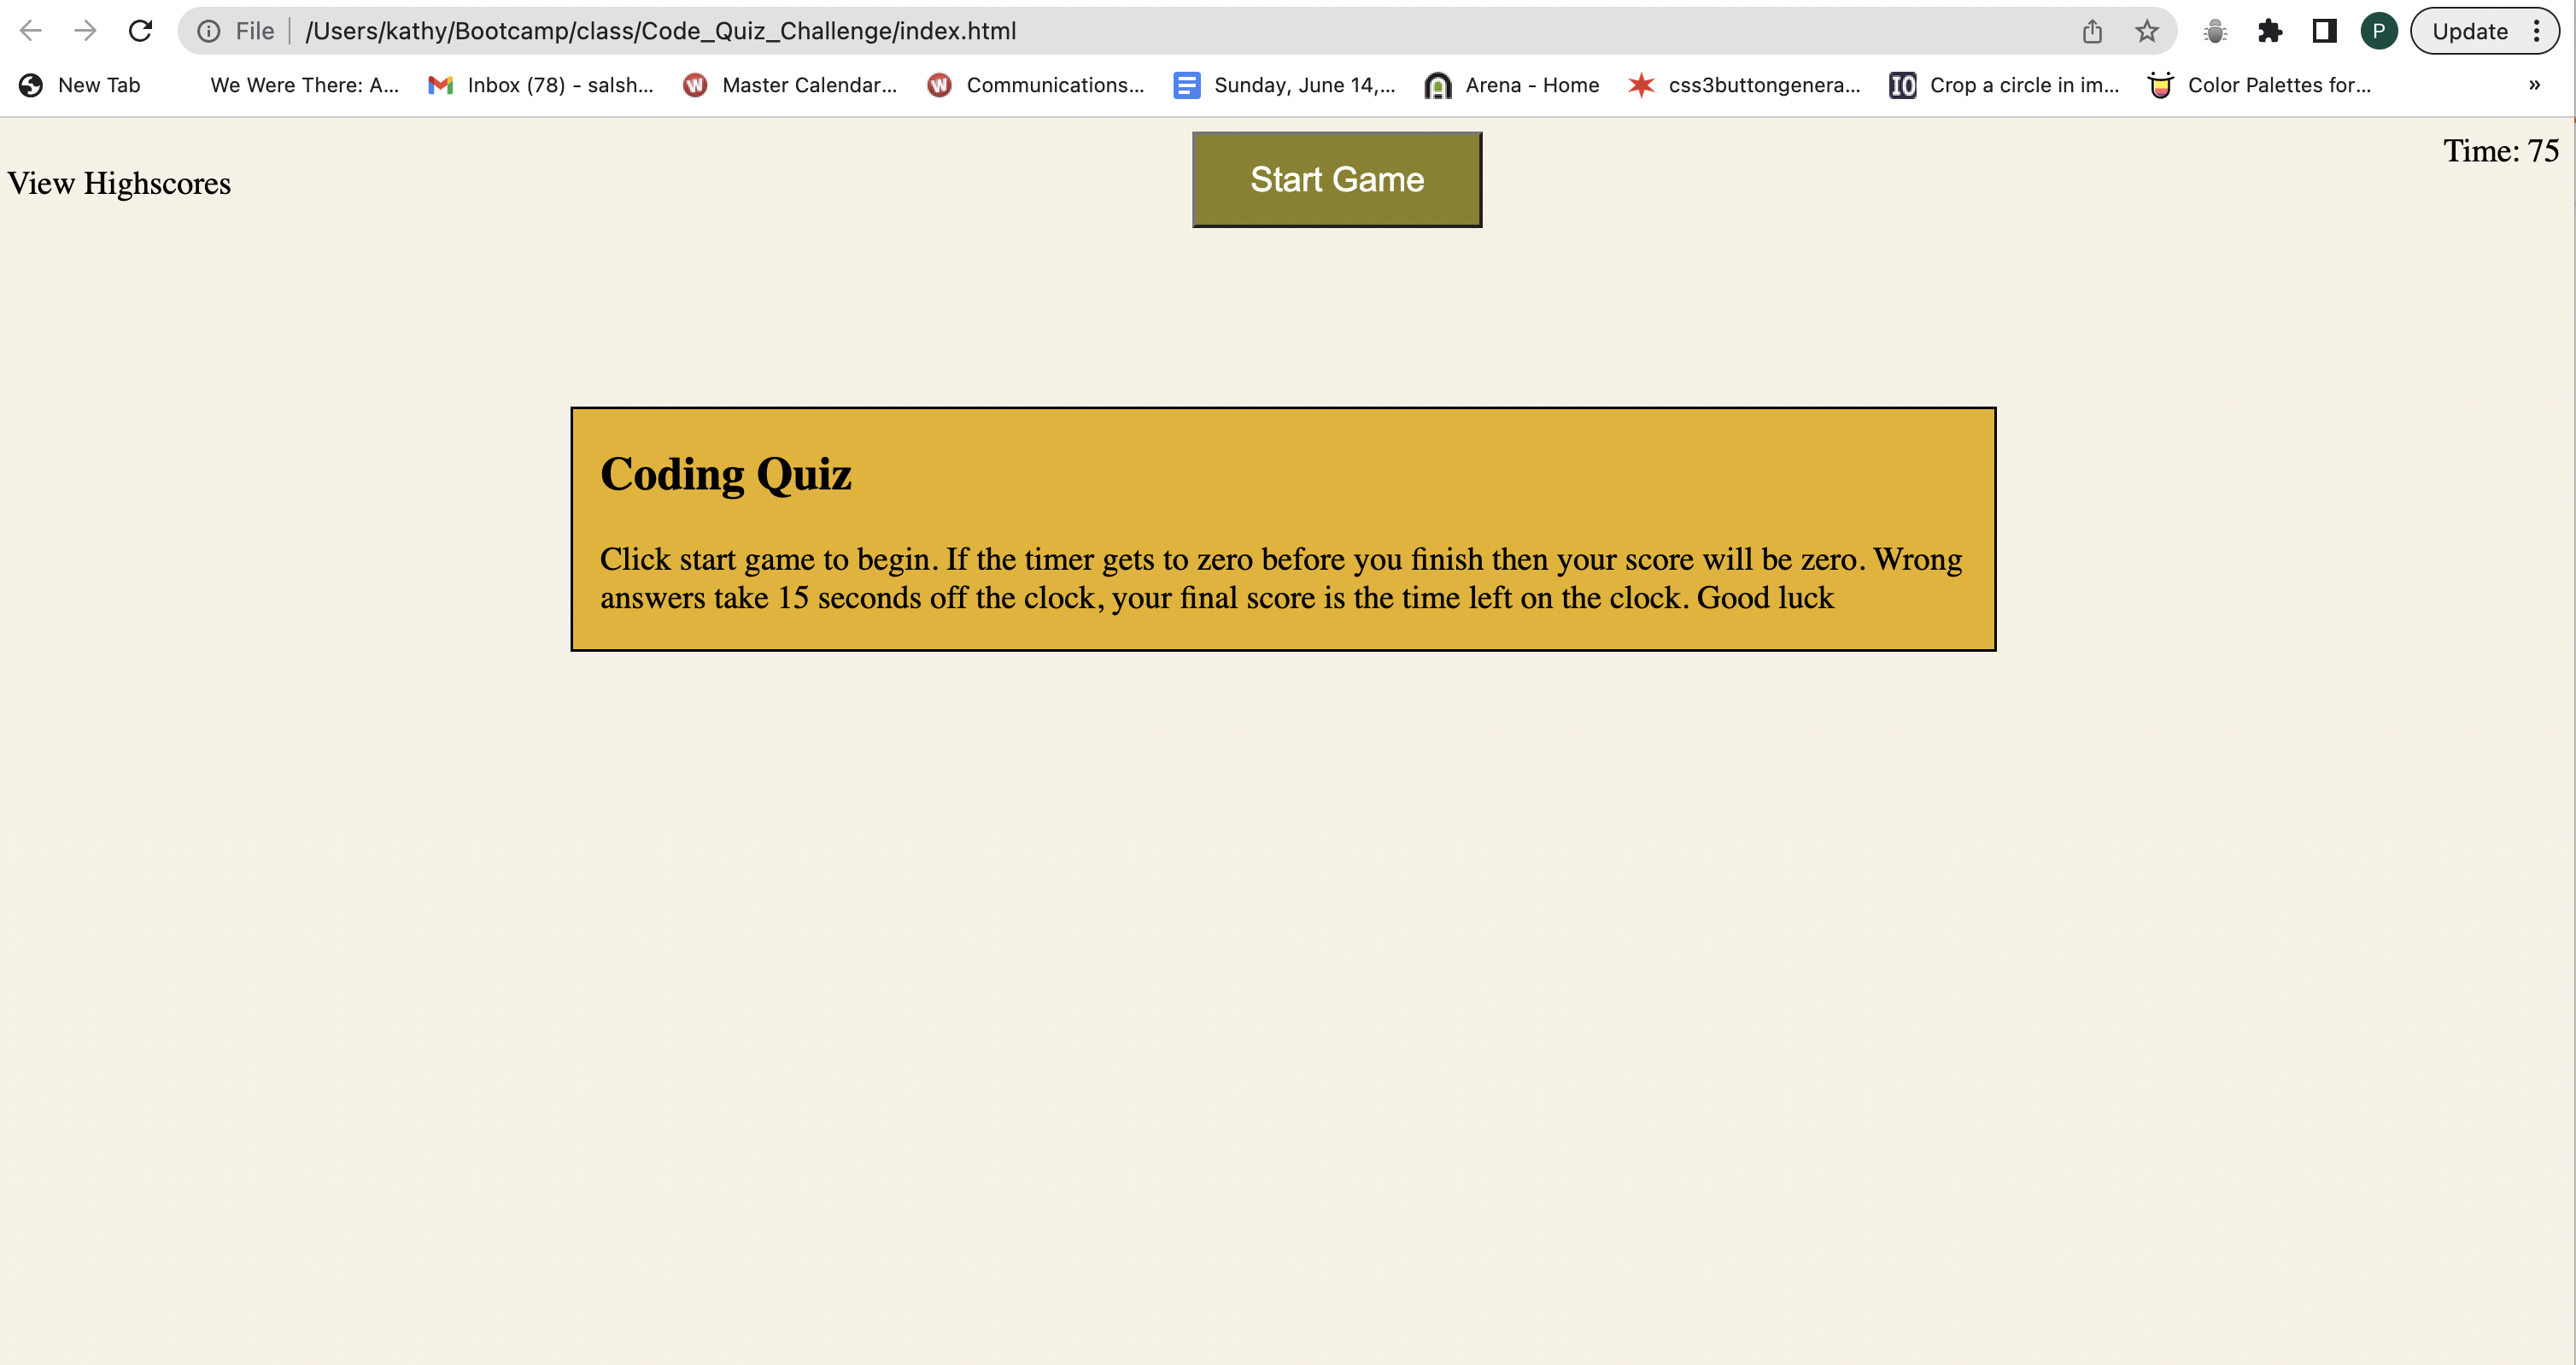 File /Users/kathy/Bootcamp/class/Code_Quiz_Challenge/index.html P Update
New Tab We Were There: A... Inbox (78) - salsh... W Master Calendar... W Communications... Sunday, June 14,... Arena - Home css3buttongenera... IO Crop a circle in im... Color Palettes for... »
Time: 75
Start Game
View Highscores
Coding Quiz
Click start game to begin. If the timer gets to zero before you finish then your score will be zero. Wrong
answers take 15 seconds off the clock, your final score is the time left on the clock. Good luck